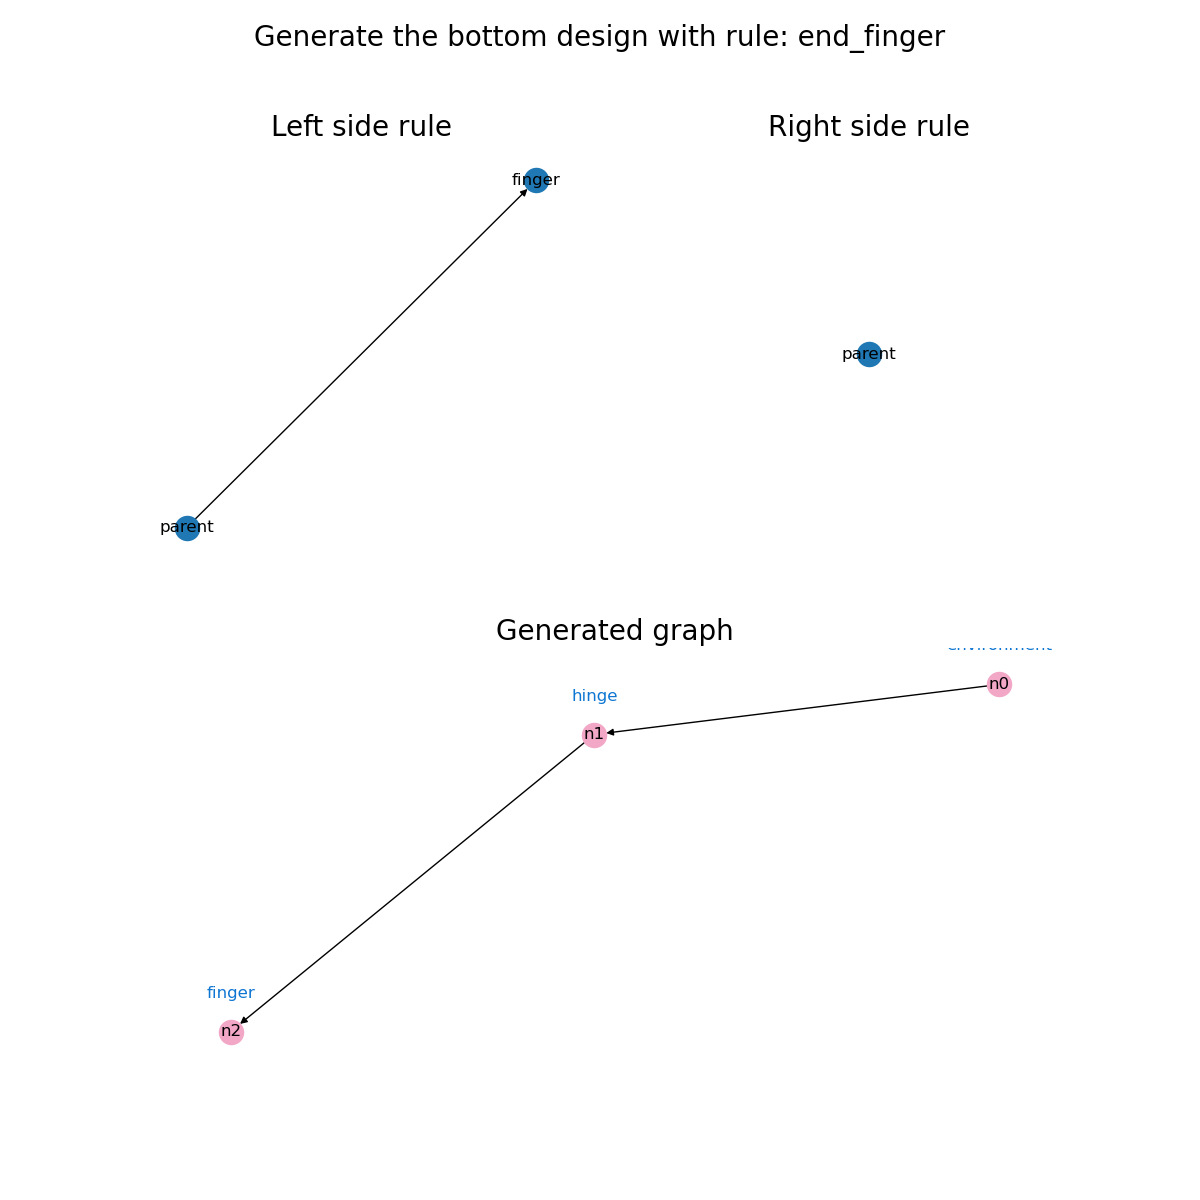 Generate the bottom design with rule: end_finger
Left side rule
Right side rule
finger
parent
parent
Generated graph
environment
n0
hinge
n1
finger
n2